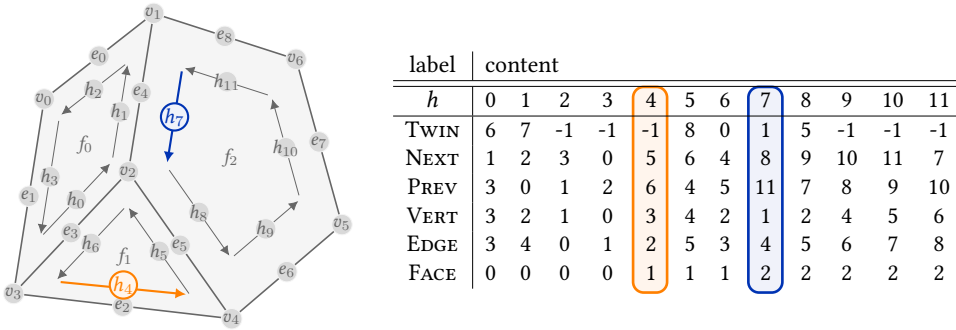 v1
e8
v6
e0
h2
h11
v0
e4
h7
h1
f0
h10
e7
f2
v2
h3
e1
h0
h8
v5
e3
h9
h6
e5
f1
h5
e6
h4
v3
e2
v4
label content
h 0 1 2 3 4 5 6 7 8 9 10 11
TWIN 6 7 -1 -1 -1 8 0 1 5 -1 -1 -1
NEXT 1 2 3 0 5 6 4 8 9 10 11 7
PREV 3 0 1 2 6 4 5 11 7 8 9 10
VERT 3 2 1 0 3 4 2 1 2 4 5 6
EDGE 3 4 0 1 2 5 3 4 5 6 7 8
FACE 0 0 0 0 1 1 1 2 2 2 2 2